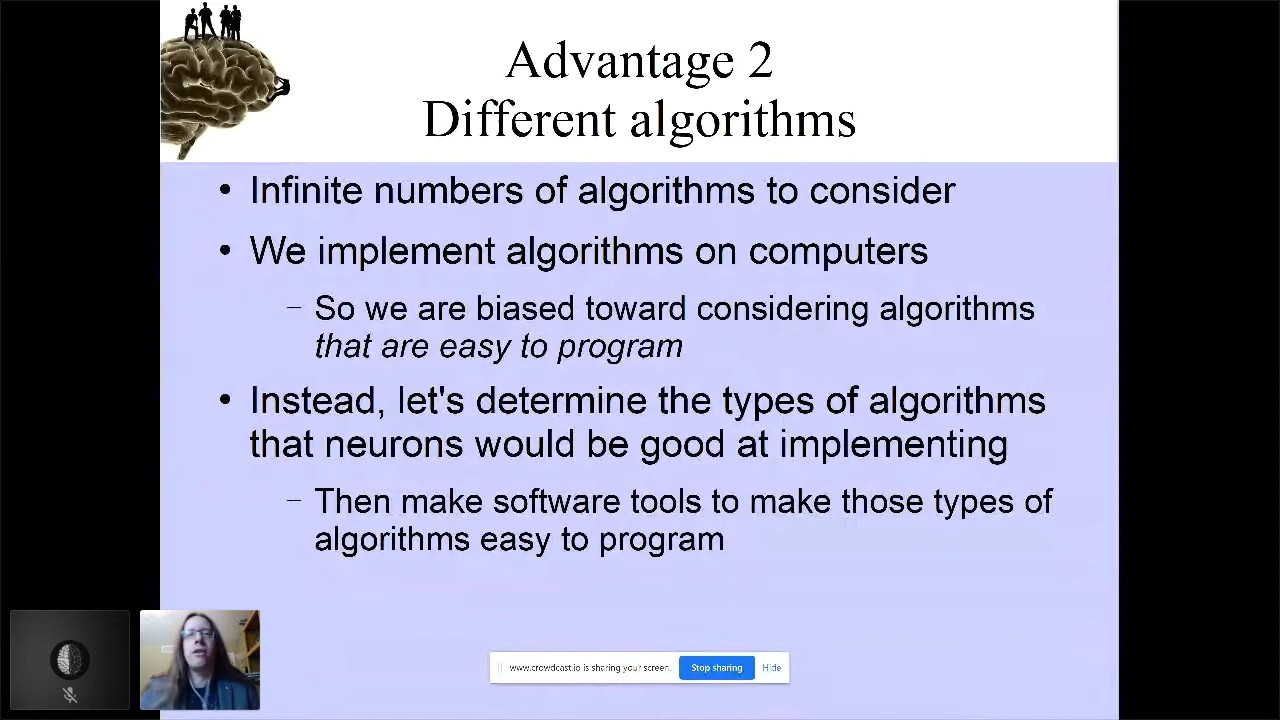 Advantage 2
Different algorithms
• Infinite numbers of algorithms to consider
• We implement algorithms on computers
– So we are biased toward considering algorithms
that are easy to program
• Instead, let's determine the types of algorithms
that neurons would be good at implementing
– Then make software tools to make those types of
algorithms easy to program
www.crowdcast.io is sharing your screen. Stop sharing Hide